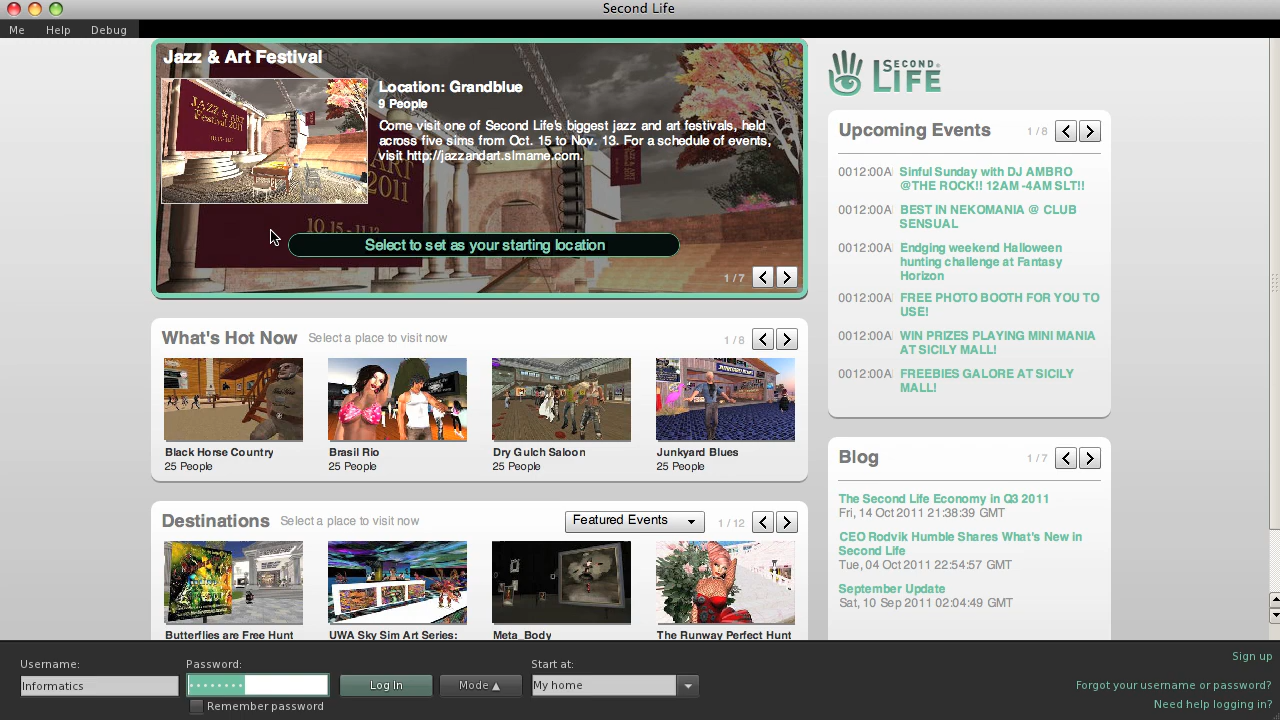 Second Life
Me Help Debug
Jazz & Art Festival
JAZZ & ART
Festival 2011
Location: Grandblue
9 People
Come visit one of Second Life's biggest jazz and art festivals, held
across five sims from Oct. 15 to Nov. 13. For a schedule of events,
visit http://jazzandart.slmame.com.
2011
10.15 - 11.13
Select to set as your starting location
1 / 7
SECOND
LIFE
Upcoming Events 1 / 8
0012:00A Sinful Sunday with DJ AMBRO
@THE ROCK!! 12AM -4AM SLT!!
0012:00A BEST IN NEKOMANIA @ CLUB
SENSUAL
0012:00A Endging weekend Halloween
hunting challenge at Fantasy
Horizon
0012:00A FREE PHOTO BOOTH FOR YOU TO
USE!
0012:00A WIN PRIZES PLAYING MINI MANIA
AT SICILY MALL!
0012:00A FREEBIES GALORE AT SICILY
MALL!
What's Hot Now Select a place to visit now 1 / 8
Black Horse Country
25 People
Brasil Rio
25 People
Dry Gulch Saloon
25 People
JUNKYARD BLUES
Junkyard Blues
25 People
Destinations Select a place to visit now Featured Events 1 / 12
Butterflies are Free Hunt
UWA Sky Sim Art Series:
Meta_Body
The Runway Perfect Hunt
Blog 1 / 7
The Second Life Economy in Q3 2011
Fri, 14 Oct 2011 21:38:39 GMT
CEO Rodvik Humble Shares What's New in
Second Life
Tue, 04 Oct 2011 22:54:57 GMT
September Update
Sat, 10 Sep 2011 02:04:49 GMT
Username: Password: Start at:
Informatics Log In Mode ▲ My home
Remember password
Sign up
Forgot your username or password?
Need help logging in?